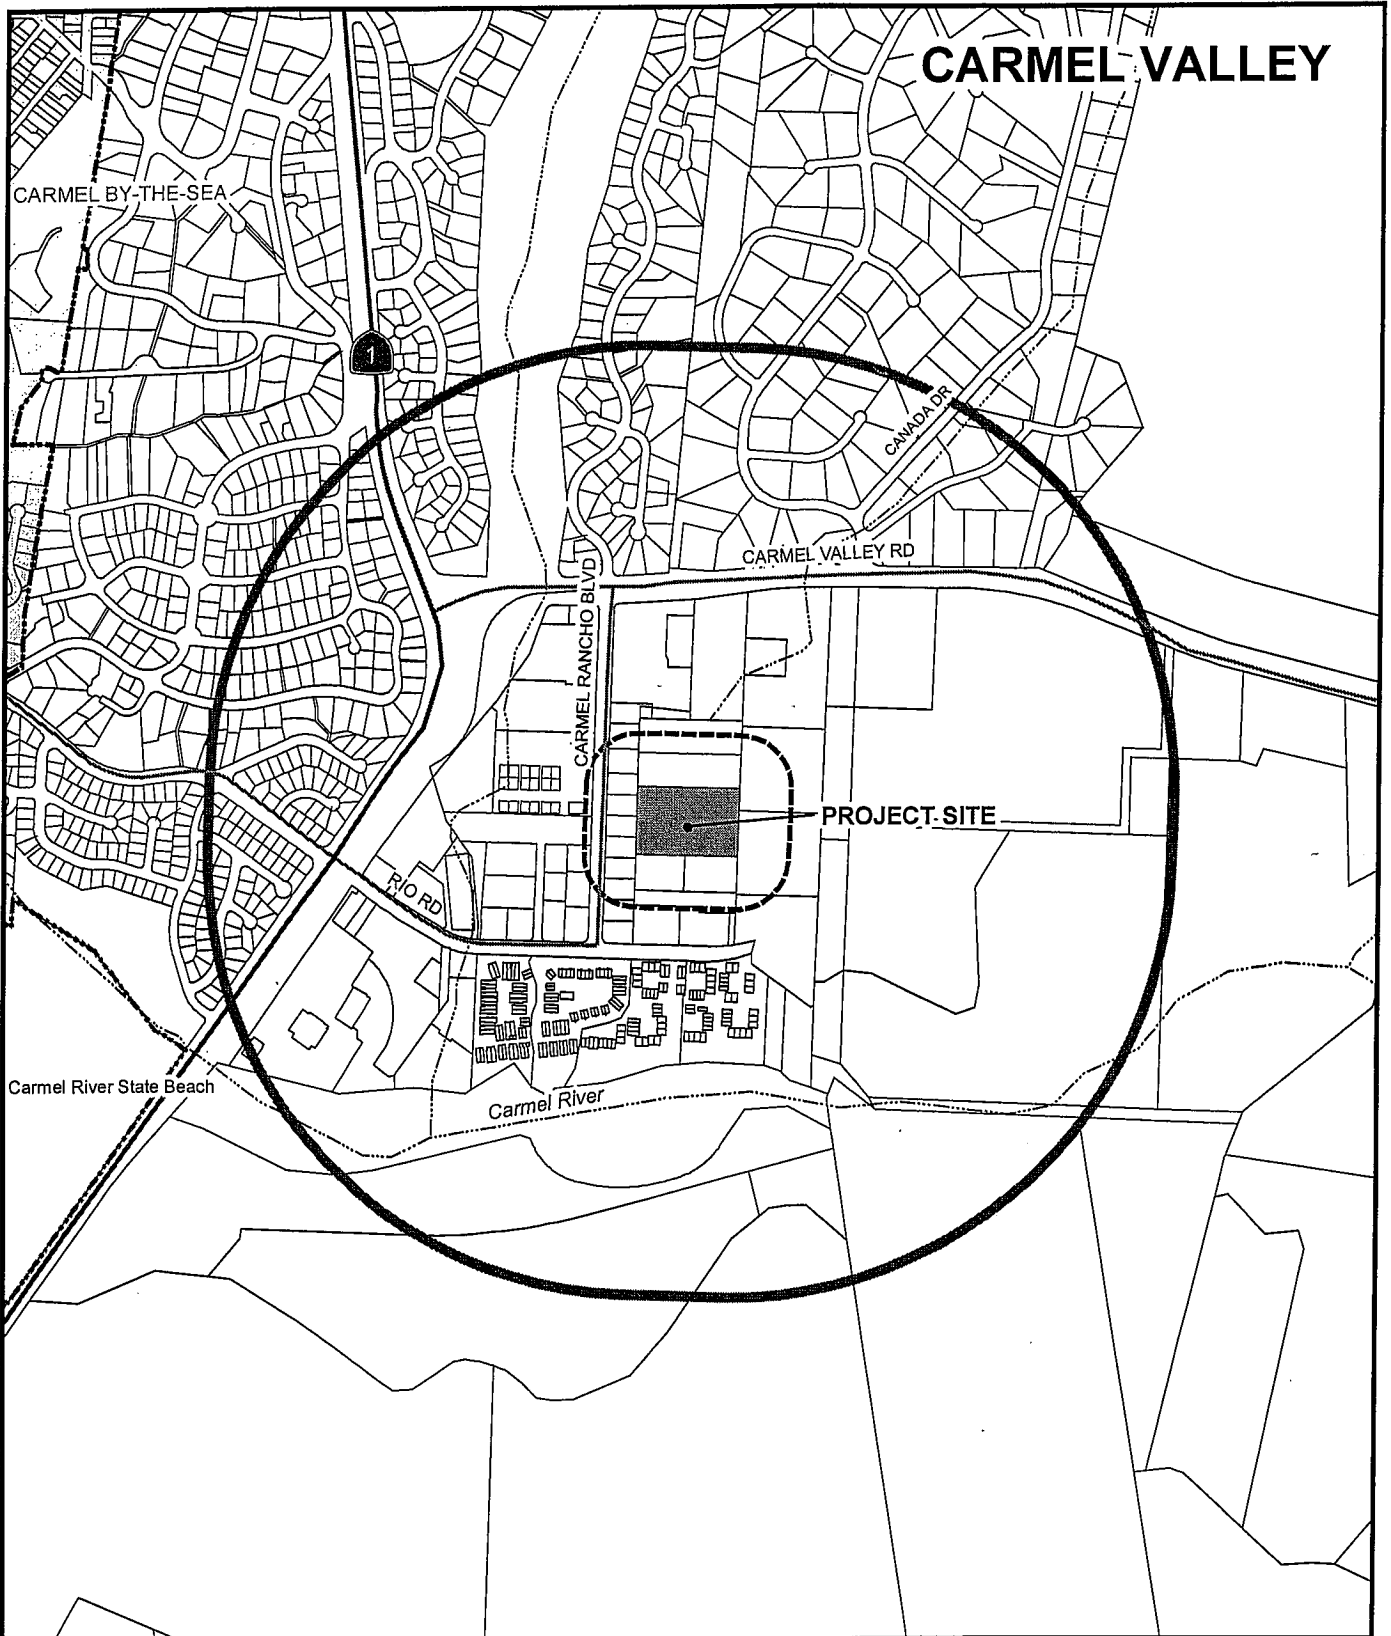 CARMEL VALLEY
CARMEL BY-THE-SEA
1
CANADA DR
CARMEL VALLEY RD
CARMEL RANCHO BLVD
PROJECT SITE
RIO RD
Carmel River State Beach
Carmel River